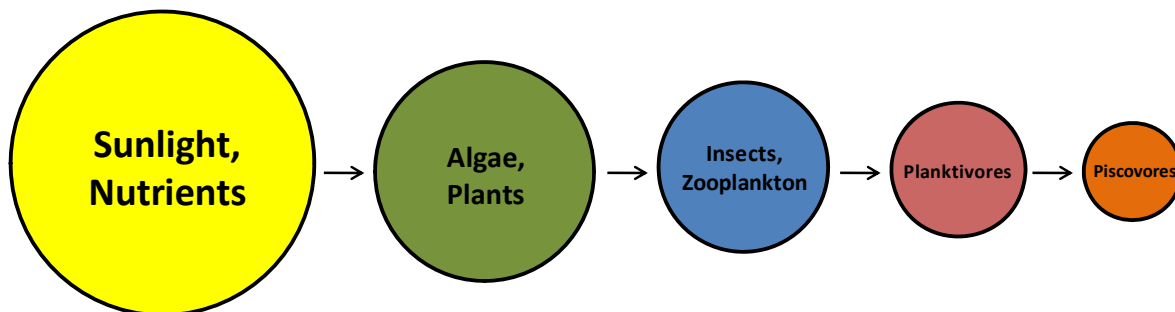 Sunlight,
Nutrients
Algae,
Plants
Insects,
Zooplankton
Planktivores
Piscovores